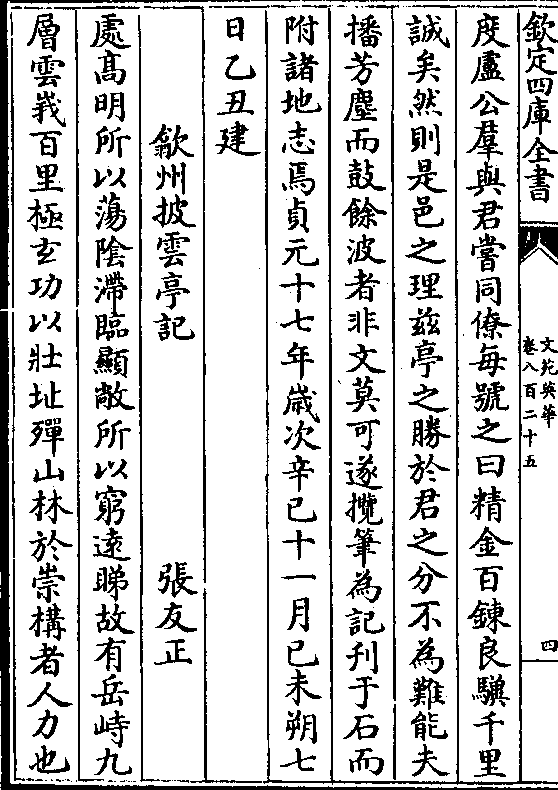 欽定四庫全書
文苑英華
卷八百二十五
四
度盧公羣與君嘗同僚每號之曰精金百鍊良驥千里
誠矣然則是邑之理兹亭之勝於君之分不為難能夫
播芳塵而鼓餘波者非文莫可遂攬筆為記刊于石而
附諸地志焉貞元十七年歲次辛巳十一月已未朔七
日乙丑建
歙州披雲亭記
張友正
處髙明所以蕩陰滯臨顯敞所以窮遠睇故有岳峙九
層雲峩百里極玄功以壯址殫山林於崇構者人力也